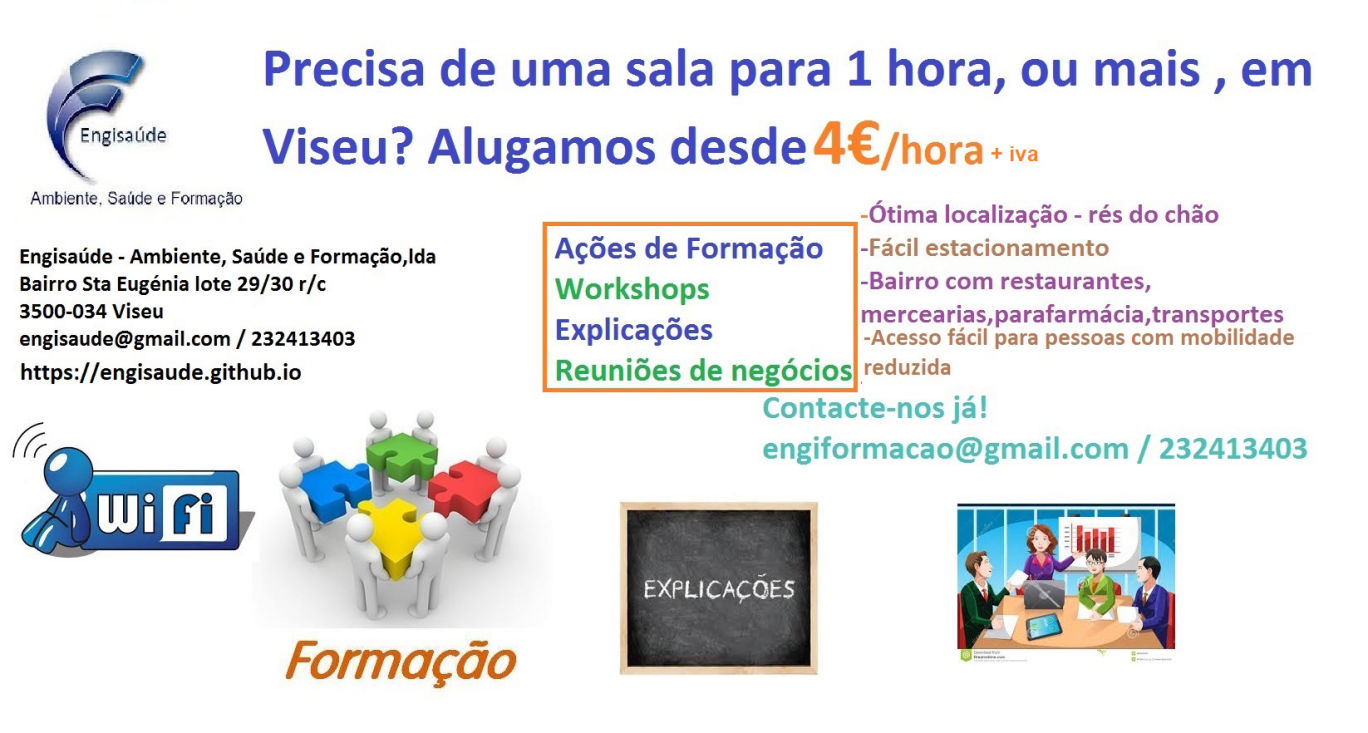 Engisaúde
Ambiente, Saúde e Formação
Precisa de uma sala para 1 hora, ou mais , em
Viseu? Alugamos desde 4€/hora + iva
Engisaúde - Ambiente, Saúde e Formação,lda
Bairro Sta Eugénia lote 29/30 r/c
3500-034 Viseu
engisaude@gmail.com / 232413403
https://engisaude.github.io
Ações de Formação
Workshops
Explicações
Reuniões de negócios
-Ótima localização - rés do chão
-Fácil estacionamento
-Bairro com restaurantes,
mercearias,parafarmácia,transportes
-Acesso fácil para pessoas com mobilidade
reduzida
Contacte-nos já!
engiformacao@gmail.com / 232413403
WiFi
Formação
EXPLICAÇÕES